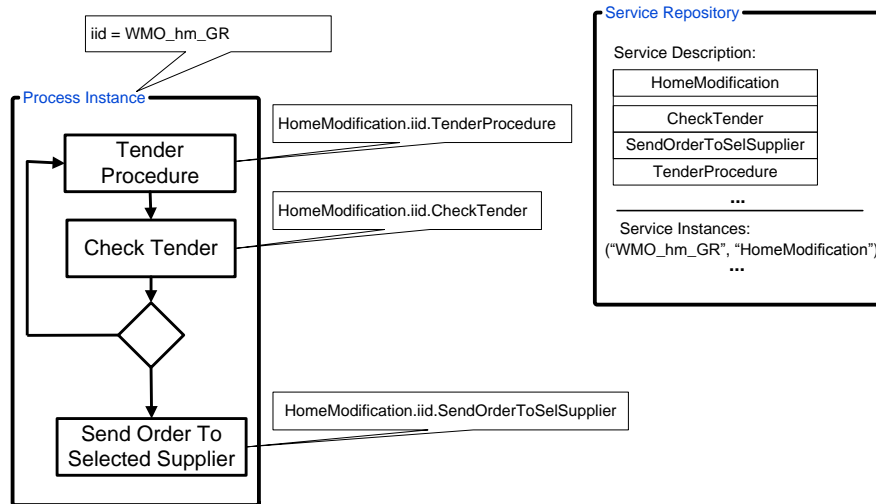 iid = WMO_hm_GR
Process Instance
Tender
Procedure
HomeModification.iid.TenderProcedure
Check Tender
HomeModification.iid.CheckTender
HomeModification.iid.SendOrderToSelSupplier
Send Order To
Selected Supplier
Service Repository
Service Description:
HomeModification
CheckTender
SendOrderToSelSupplier
TenderProcedure
...
Service Instances:
(“WMO_hm_GR”, “HomeModification”)
...